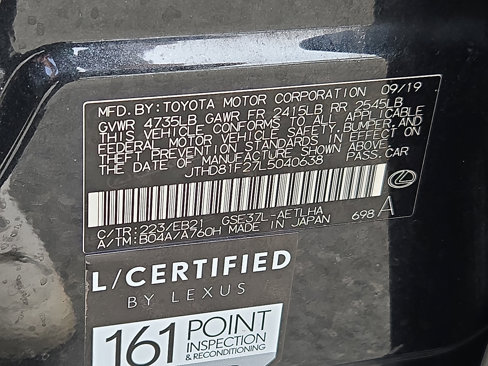 MFD. BY: TOYOTA MOTOR CORPORATION 09/19
GVWR 4735LB GAWR FR 2415LB RR 2545LB
THIS VEHICLE CONFORMS TO ALL APPLICABLE
FEDERAL MOTOR VEHICLE SAFETY, BUMPER, AND
THEFT PREVENTION STANDARDS IN EFFECT ON
THE DATE OF MANUFACTURE SHOWN ABOVE.
JTHD81F27L5040638 PASS.CAR
C/TR: 223/EB21 GSE37L-AETLHA
A/TM: B04A/A760H MADE IN JAPAN 698 A
L/CERTIFIED
BY LEXUS
161 POINT
INSPECTION
& RECONDITIONING